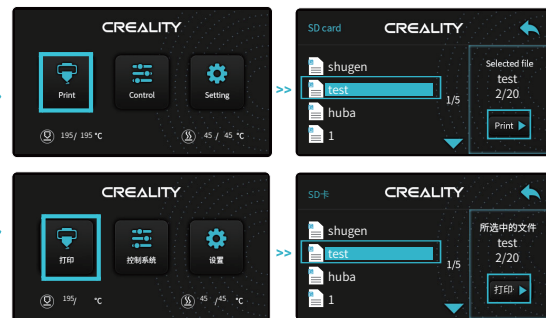 CREALITY
Print
Control
Setting
195/ 195 °C
45 / 45 °C
>>
SD card
CREALITY
shugen
test
huba
1
1/5
Selected file
test
2/20
Print
CREALITY
打印
控制系统
设置
195/ °C
45 /45 °C
>>
SD卡
CREALITY
shugen
test
huba
1
1/5
所选中的文件
test
2/20
打印